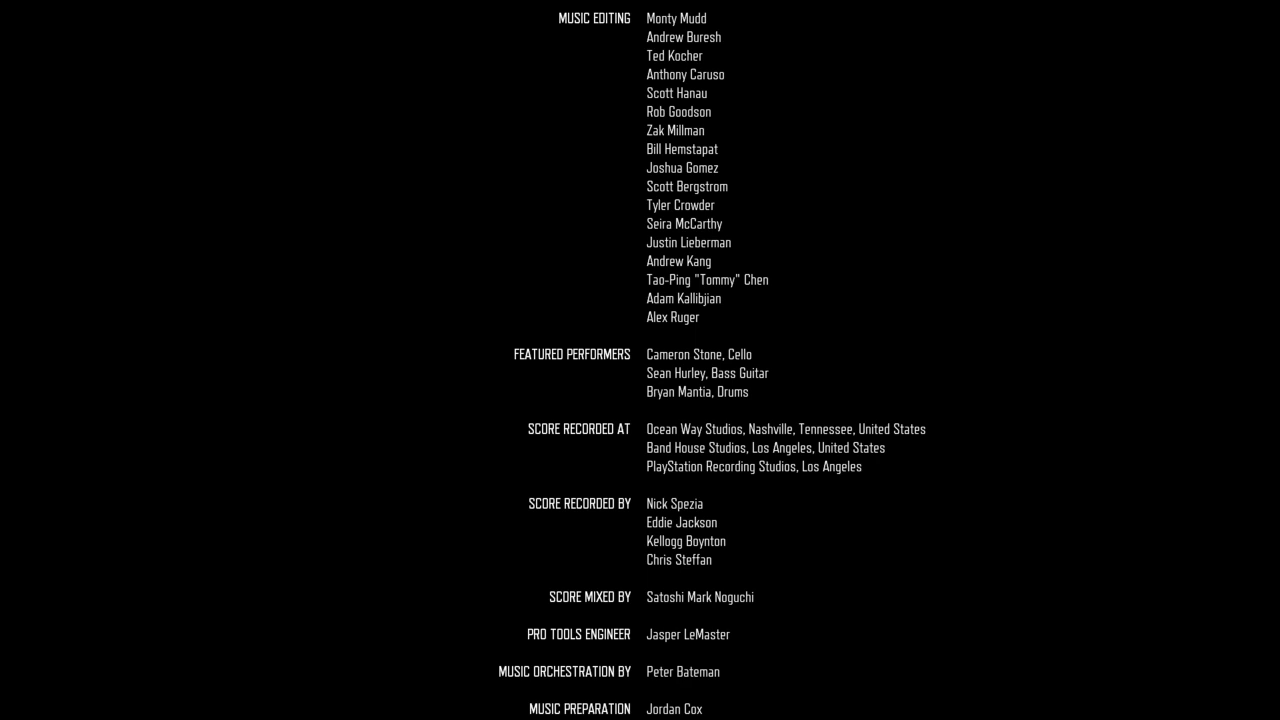 MUSIC EDITING Monty Mudd
Andrew Buresh
Ted Kocher
Anthony Caruso
Scott Hanau
Rob Goodson
Zak Millman
Bill Hemstapat
Joshua Gomez
Scott Bergstrom
Tyler Crowder
Seira McCarthy
Justin Lieberman
Andrew Kang
Tao-Ping "Tommy" Chen
Adam Kallibjian
Alex Ruger
FEATURED PERFORMERS Cameron Stone, Cello
Sean Hurley, Bass Guitar
Bryan Mantia, Drums
SCORE RECORDED AT Ocean Way Studios, Nashville, Tennessee, United States
Band House Studios, Los Angeles, United States
PlayStation Recording Studios, Los Angeles
SCORE RECORDED BY Nick Spezia
Eddie Jackson
Kellogg Boynton
Chris Steffan
SCORE MIXED BY Satoshi Mark Noguchi
PRO TOOLS ENGINEER Jasper LeMaster
MUSIC ORCHESTRATION BY Peter Bateman
MUSIC PREPARATION Jordan Cox